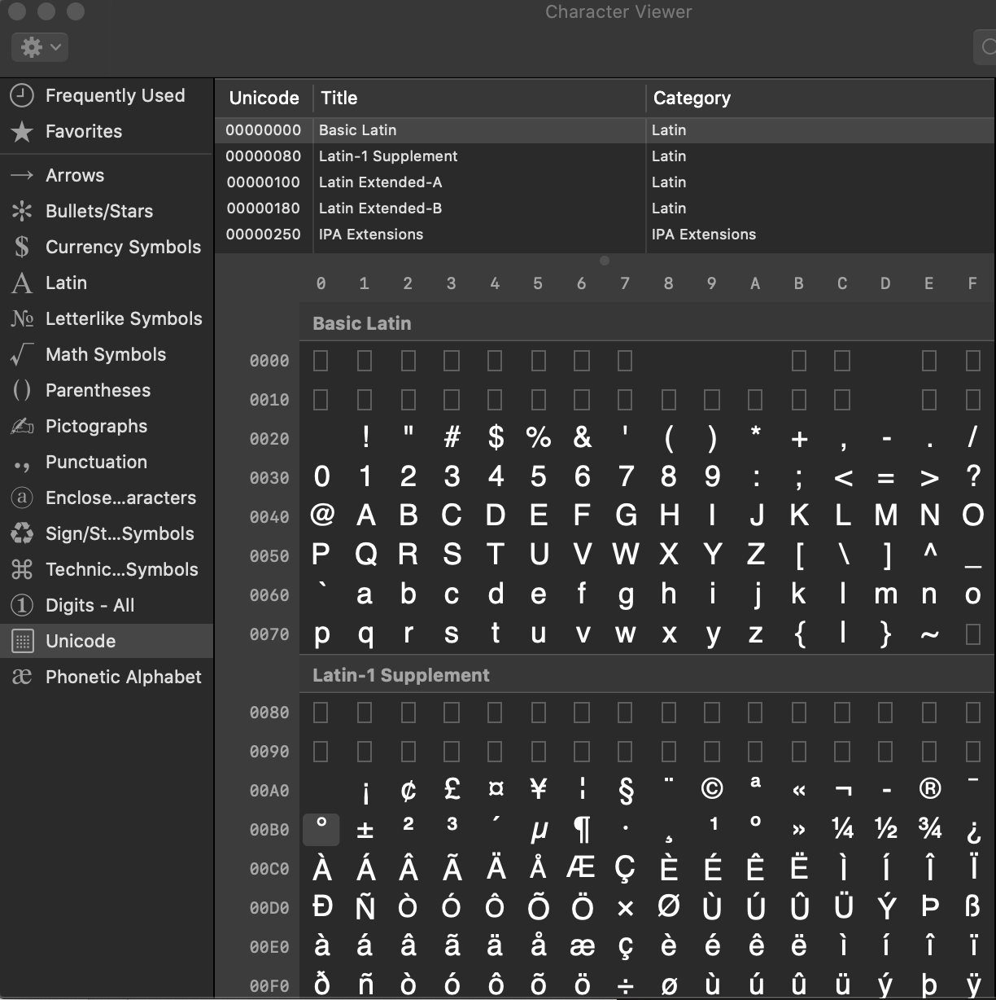 Character Viewer
Frequently Used
Favorites
Arrows
Bullets/Stars
Currency Symbols
Latin
Letterlike Symbols
Math Symbols
Parentheses
Pictographs
Punctuation
Enclose...aracters
Sign/St...Symbols
Technic...Symbols
Digits - All
Unicode
Phonetic Alphabet
Unicode Title Category
00000000 Basic Latin Latin
00000080 Latin-1 Supplement Latin
00000100 Latin Extended-A Latin
00000180 Latin Extended-B Latin
00000250 IPA Extensions IPA Extensions
0 1 2 3 4 5 6 7 8 9 A B C D E F
Basic Latin
0000
0010
0020 ! " # $ % & ' ( ) * + , - . /
0030 0 1 2 3 4 5 6 7 8 9 : ; < = > ?
0040 @ A B C D E F G H I J K L M N O
0050 P Q R S T U V W X Y Z [ \ ] ^ _
0060 ` a b c d e f g h i j k l m n o
0070 p q r s t u v w x y z { | } ~
Latin-1 Supplement
0080
0090
00A0 ¡ ¢ £ ¤ ¥ ¦ § ¨ © ª « ¬ - ® ¯
00B0 ° ± ² ³ ´ µ ¶ · ¸ ¹ º » ¼ ½ ¾ ¿
00C0 À Á Â Ã Ä Å Æ Ç È É Ê Ë Ì Í Î Ï
00D0 Ð Ñ Ò Ó Ô Õ Ö × Ø Ù Ú Û Ü Ý Þ ß
00E0 à á â ã ä å æ ç è é ê ë ì í î ï
00F0 ð ñ ò ó ô õ ö ÷ ø ù ú û ü ý þ ÿ